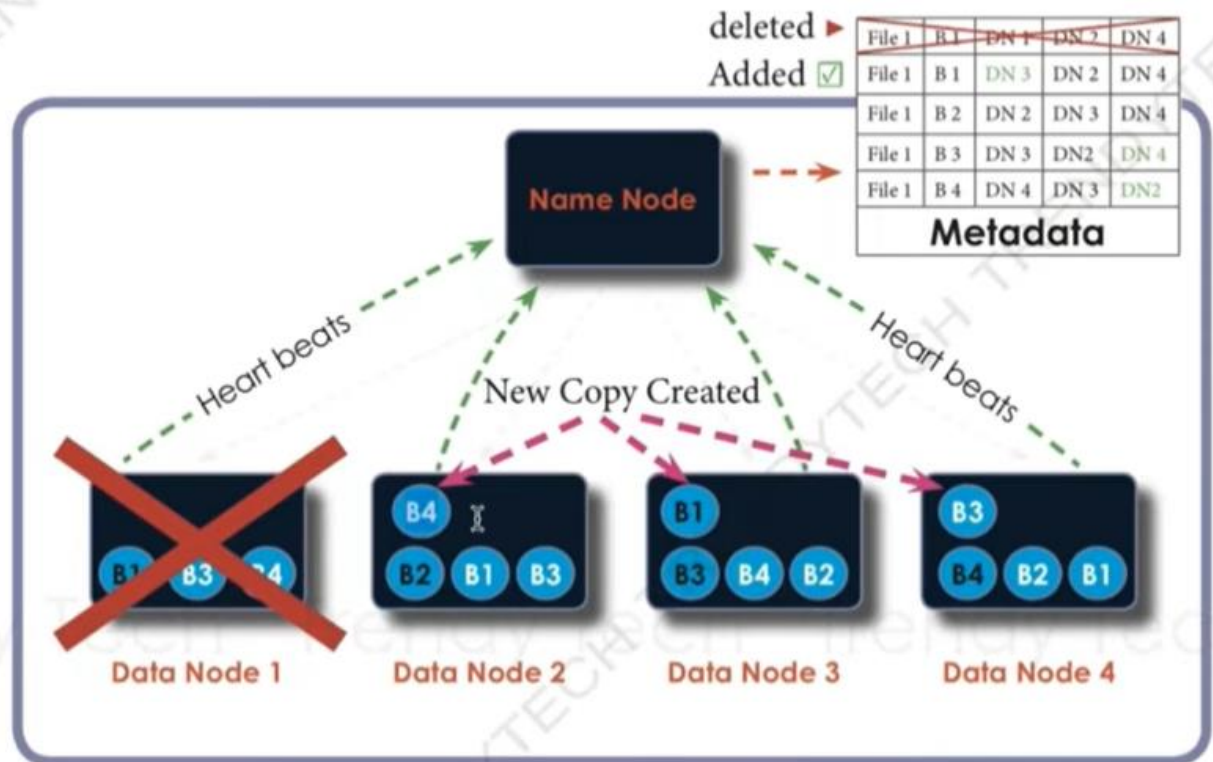 deleted
Added
File 1 B 1 DN 1 DN 2 DN 4
File 1 B 1 DN 3 DN 2 DN 4
File 1 B 2 DN 2 DN 3 DN 4
File 1 B 3 DN 3 DN2 DN 4
File 1 B 4 DN 4 DN 3 DN2
Metadata
Name Node
Heart beats
Heart beats
New Copy Created
B1 B3 B4
Data Node 1
B4
B2 B1 B3
Data Node 2
B1
B3 B4 B2
Data Node 3
B3
B4 B2 B1
Data Node 4